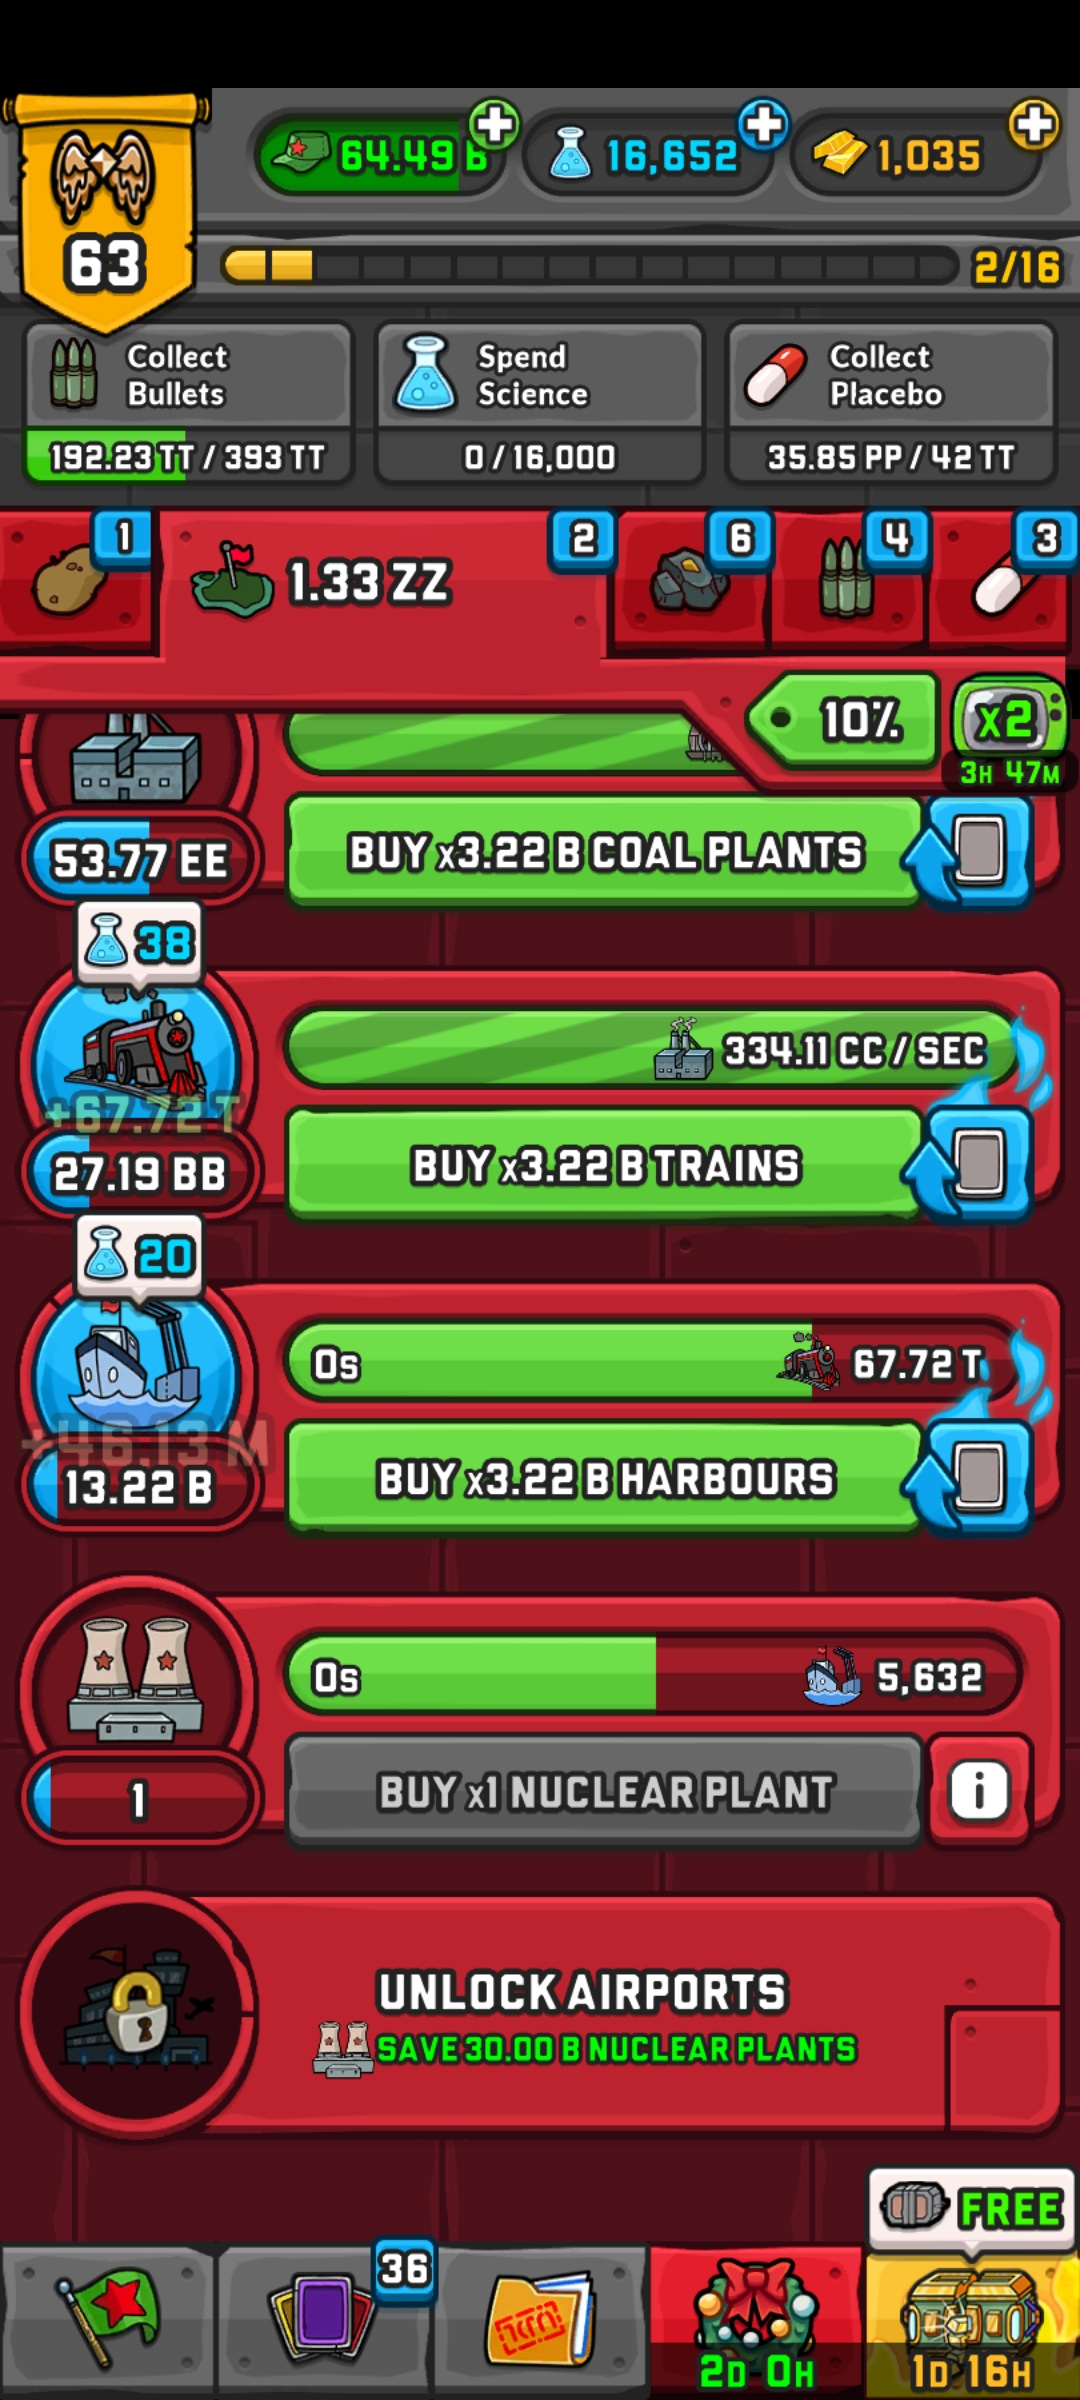 64.49 B
16,652
1,035
63
2/16
Collect
Bullets
Spend
Science
Collect
Placebo
192.23 TT / 393 TT
0 / 16,000
35.85 PP / 42 TT
1
1.33 ZZ
2
6
4
3
10%
x2
3H 47M
53.77 EE
BUY x3.22 B COAL PLANTS
38
334.11 CC / SEC
+67.72 T
27.19 BB
BUY x3.22 B TRAINS
20
0s
67.72 T
+46.13 M
13.22 B
BUY x3.22 B HARBOURS
0s
5,632
1
BUY x1 NUCLEAR PLANT
i
UNLOCK AIRPORTS
SAVE 30.00 B NUCLEAR PLANTS
FREE
36
2D 0H
1D 16H